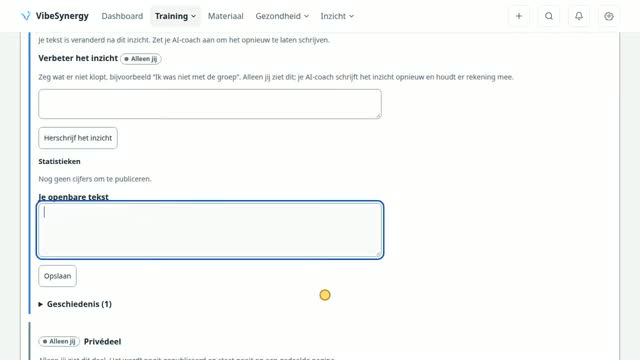 VibeSynergy
Dashboard
Training
Materiaal
Gezondheid
Inzicht
je tekst is veranderd na dit inzicht. Zet je AI-coach aan om het opnieuw te laten schrijven.
Verbeter het inzicht
Alleen jij
Zeg wat er niet klopt, bijvoorbeeld "Ik was niet met de groep". Alleen jij ziet dit; je AI-coach schrijft het inzicht opnieuw en houdt er rekening mee.
Herschrijf het inzicht
Statistieken
Nog geen cijfers om te publiceren.
Je openbare tekst
Opslaan
Geschiedenis (1)
Alleen jij
Privédeel